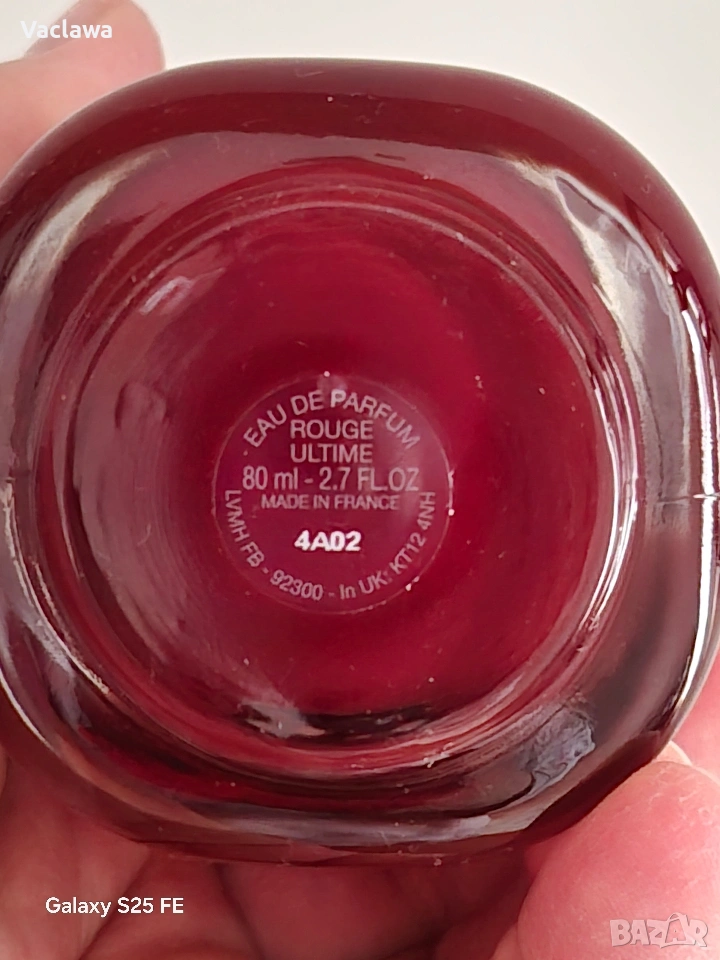 Vaclawa
EAU DE PARFUM
ROUGE
ULTIME
80 ml - 2.7 FL.OZ
MADE IN FRANCE
4A02
LVMH FB - 92300 - In UK: KT12 4NH
Galaxy S25 FE
BAZAR